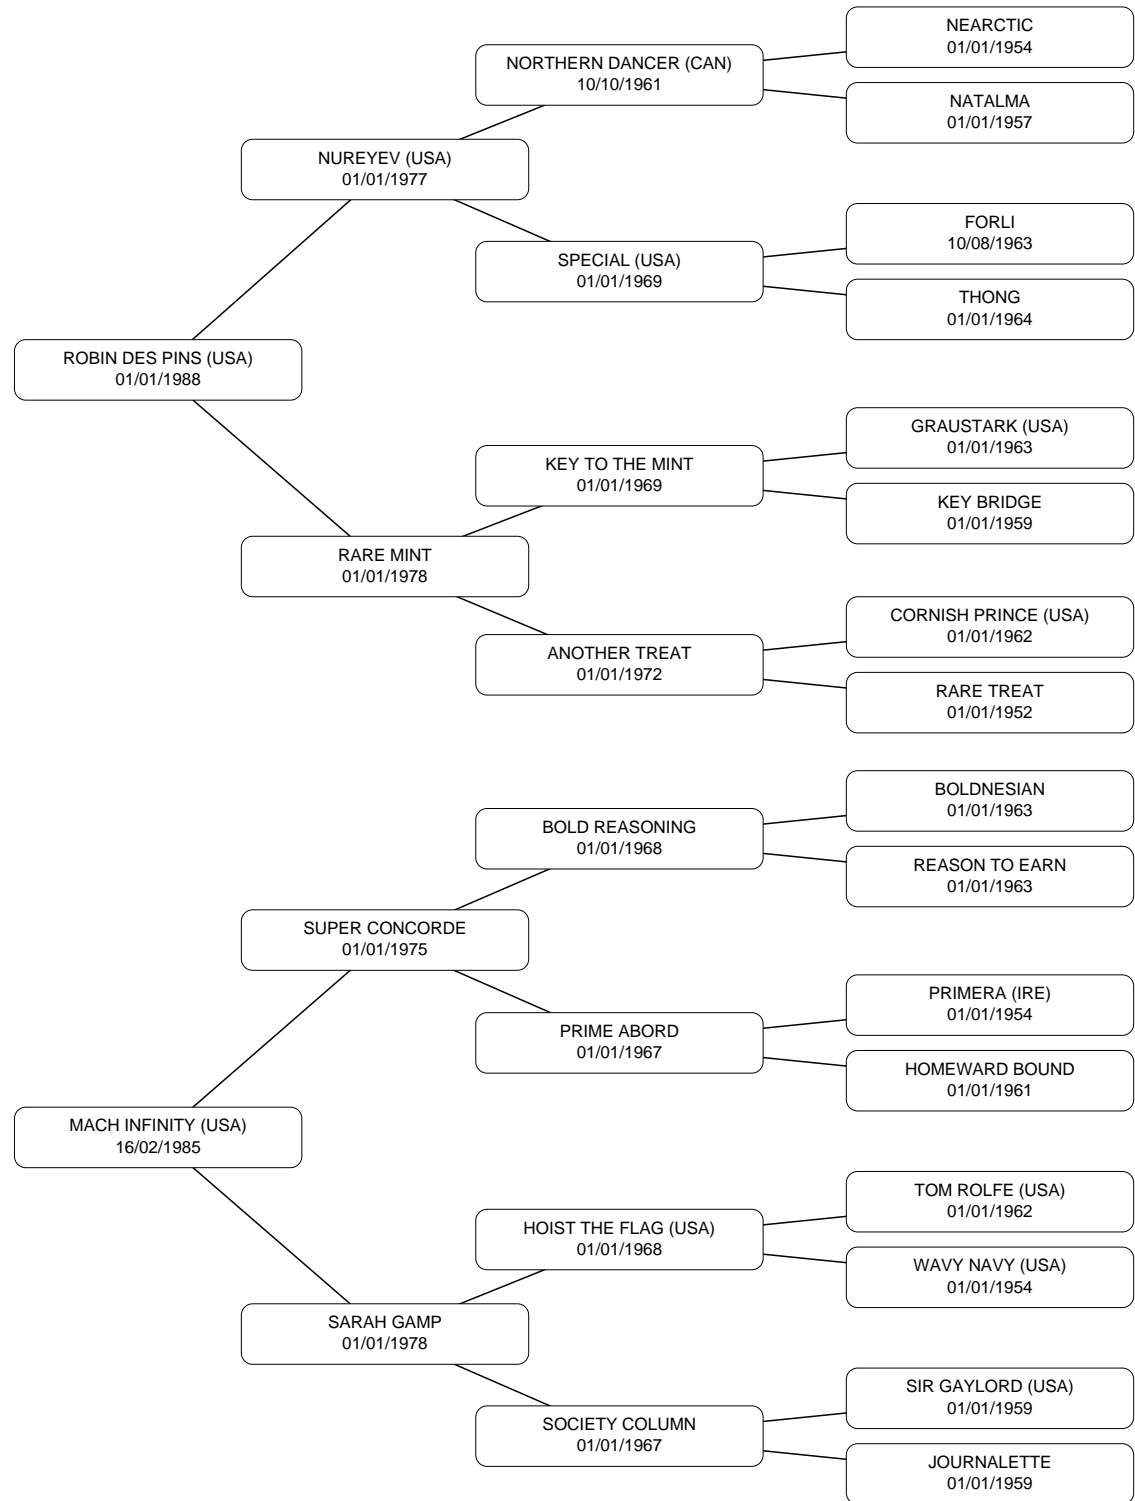 NEARCTIC
01/01/1954
NORTHERN DANCER (CAN)
10/10/1961
NATALMA
01/01/1957
NUREYEV (USA)
01/01/1977
FORLI
10/08/1963
SPECIAL (USA)
01/01/1969
THONG
01/01/1964
ROBIN DES PINS (USA)
01/01/1988
GRAUSTARK (USA)
01/01/1963
KEY TO THE MINT
01/01/1969
KEY BRIDGE
01/01/1959
RARE MINT
01/01/1978
CORNISH PRINCE (USA)
01/01/1962
ANOTHER TREAT
01/01/1972
RARE TREAT
01/01/1952
BOLDNESIAN
01/01/1963
BOLD REASONING
01/01/1968
REASON TO EARN
01/01/1963
SUPER CONCORDE
01/01/1975
PRIMERA (IRE)
01/01/1954
PRIME ABORD
01/01/1967
HOMEWARD BOUND
01/01/1961
MACH INFINITY (USA)
16/02/1985
TOM ROLFE (USA)
01/01/1962
HOIST THE FLAG (USA)
01/01/1968
WAVY NAVY (USA)
01/01/1954
SARAH GAMP
01/01/1978
SIR GAYLORD (USA)
01/01/1959
SOCIETY COLUMN
01/01/1967
JOURNALETTE
01/01/1959